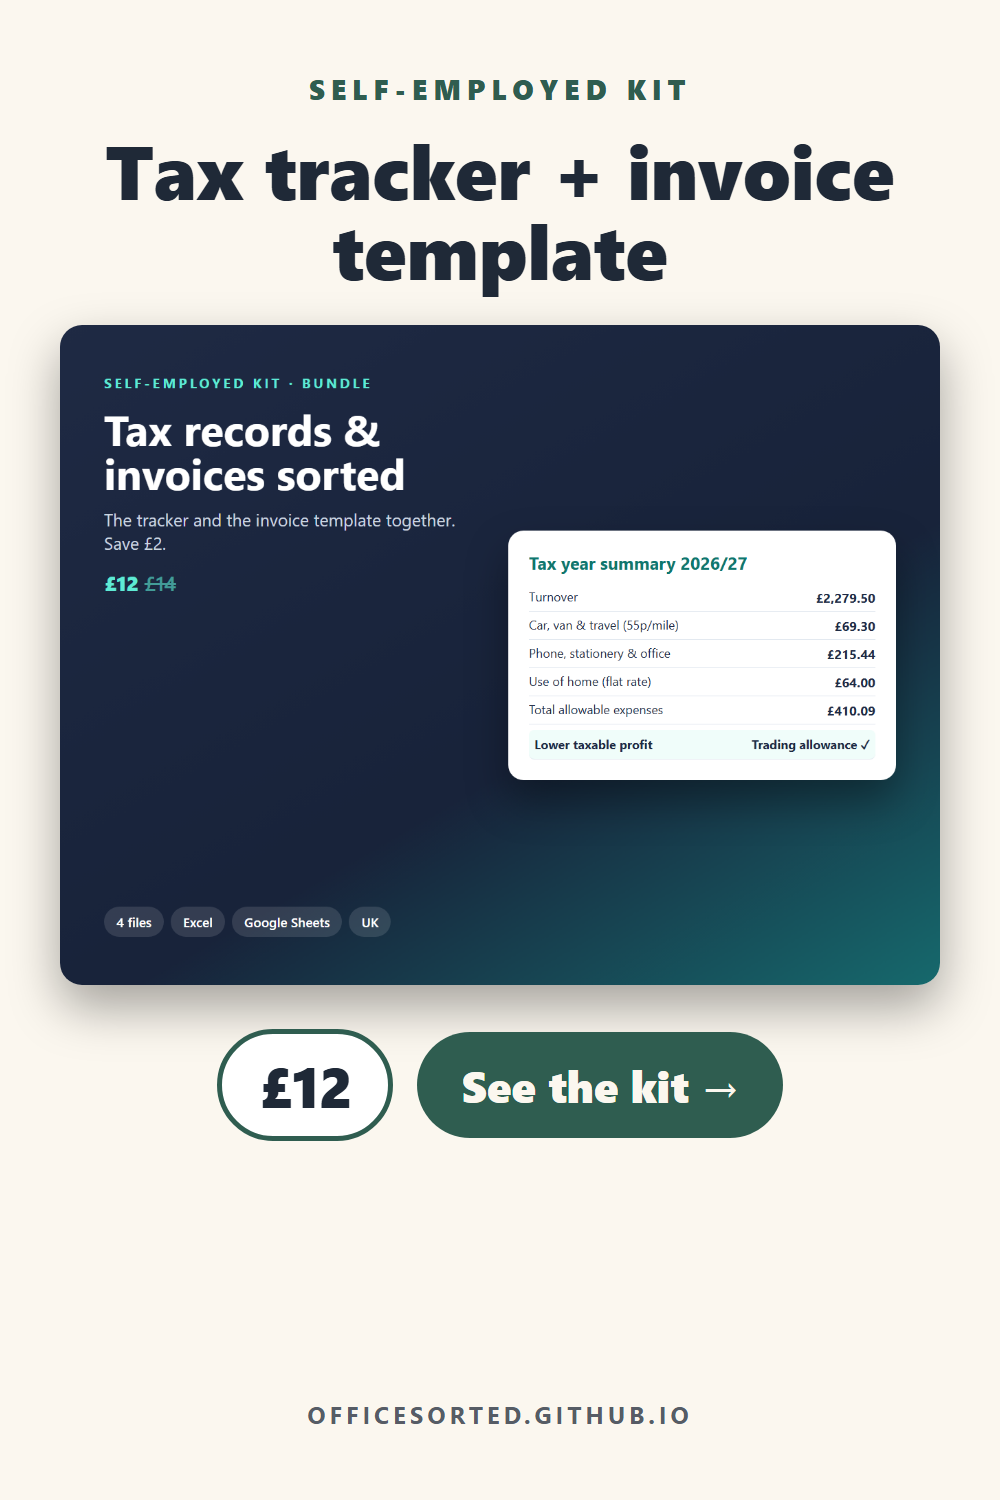 SELF-EMPLOYED KIT
Tax tracker + invoice
template
SELF-EMPLOYED KIT · BUNDLE
Tax records &
invoices sorted
The tracker and the invoice template together.
Save £2.
£12 £14
Tax year summary 2026/27
Turnover £2,279.50
Car, van & travel (55p/mile) £69.30
Phone, stationery & office £215.44
Use of home (flat rate) £64.00
Total allowable expenses £410.09
Lower taxable profit Trading allowance ✓
4 files Excel Google Sheets UK
£12 See the kit →
OFFICESORTED.GITHUB.IO